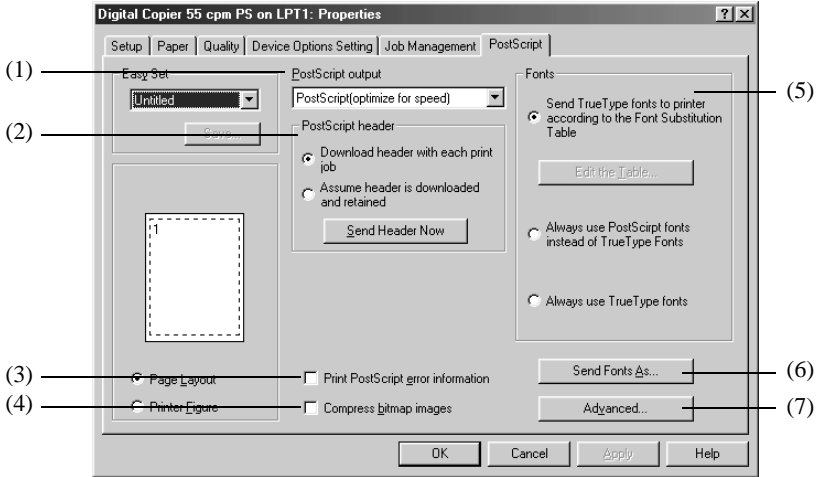 Digital Copier 55 cpm PS on LPT1: Properties
Setup
Paper
Quality
Device Options Setting
Job Management
PostScript
(1)
Easy Set
Untitled
Save...
(2)
PostScript output
PostScript(optimize for speed)
PostScript header
Download header with each print
job
Assume header is downloaded
and retained
Send Header Now
Fonts
(5)
Send TrueType fonts to printer
according to the Font Substitution
Table
Edit the Table...
Always use PostScirpt fonts
instead of TrueType Fonts
Always use TrueType fonts
1
(3)
Page Layout
(4)
Printer Figure
Print PostScript error information
Compress bitmap images
Send Fonts As...
(6)
Advanced...
(7)
OK
Cancel
Apply
Help